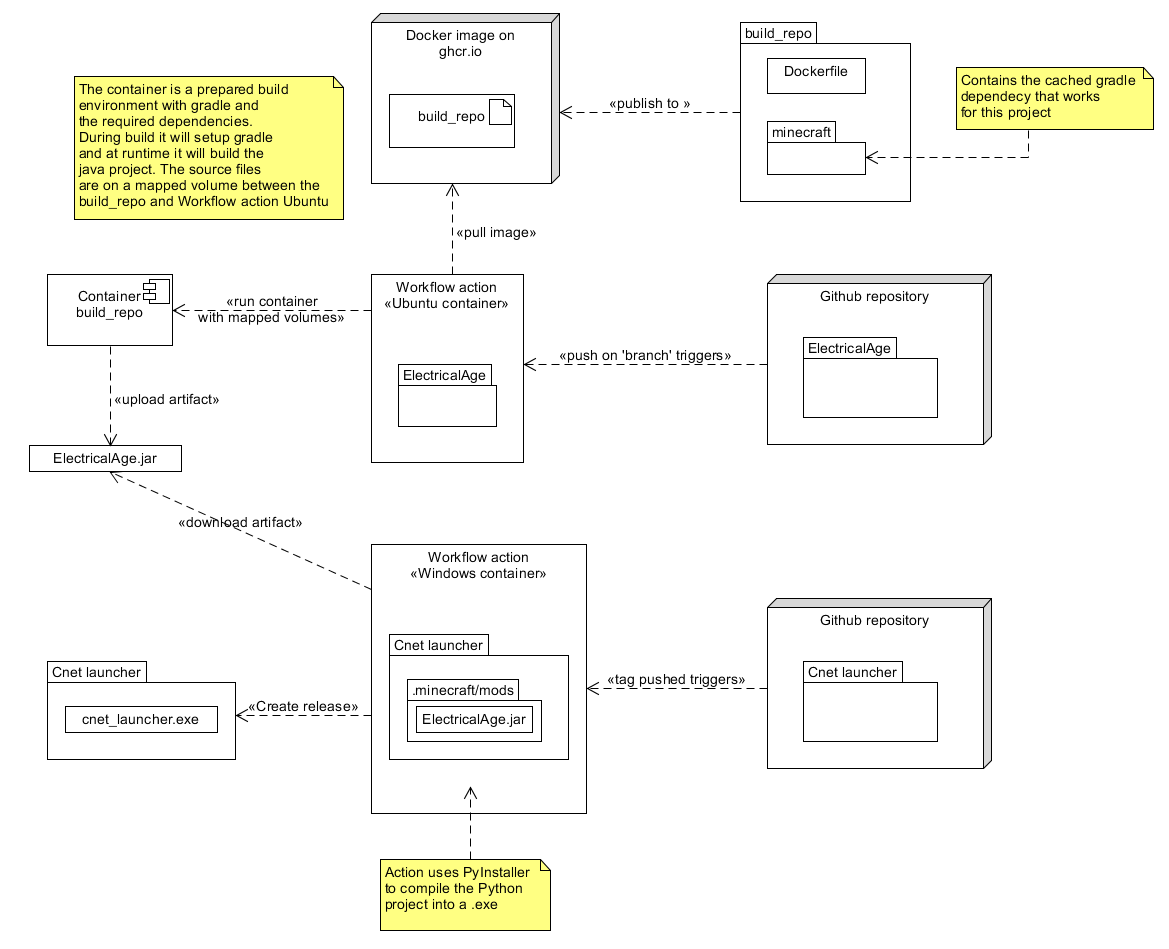 Docker image on
ghcr.io
build_repo
build_repo
Dockerfile
minecraft
«publish to »
Contains the cached gradle
dependecy that works
for this project
The container is a prepared build
environment with gradle and
the required dependencies.
During build it will setup gradle
and at runtime it will build the
java project. The source files
are on a mapped volume between the
build_repo and Workflow action Ubuntu
«pull image»
Container
build_repo
«run container
with mapped volumes»
Workflow action
«Ubuntu container»
ElectricalAge
«push on 'branch' triggers»
Github repository
ElectricalAge
«upload artifact»
ElectricalAge.jar
«download artifact»
Workflow action
«Windows container»
Cnet launcher
.minecraft/mods
ElectricalAge.jar
«tag pushed triggers»
Github repository
Cnet launcher
Cnet launcher
cnet_launcher.exe
«Create release»
Action uses PyInstaller
to compile the Python
project into a .exe